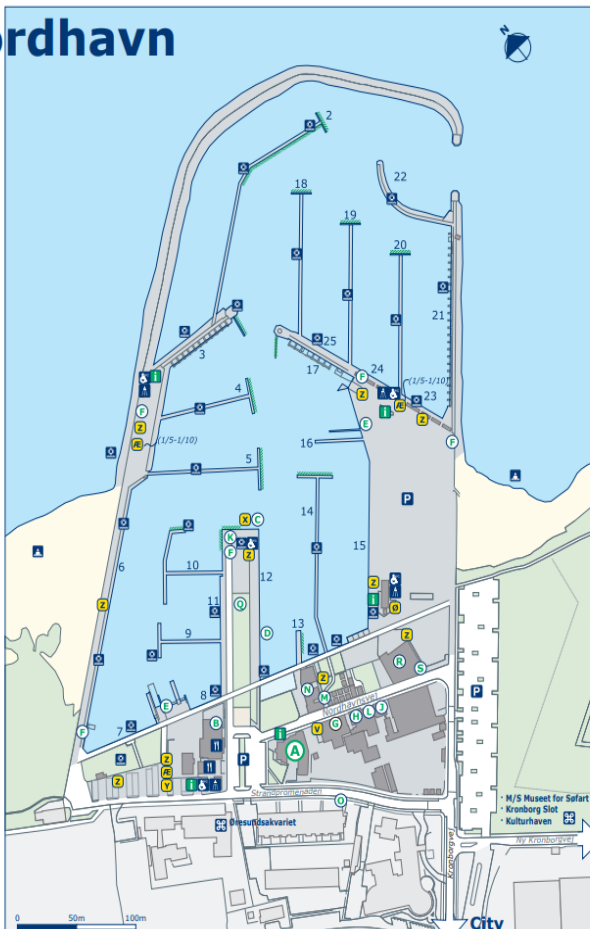 ordhavn
N
2
18
22
19
20
21
3
25
17
24
F
(1/5-1/10)
i
Z
Æ
23
4
F
Z
Æ
(1/5-1/10)
i
Z
E
F
16
5
14
P
X
C
K
F
Z
6
15
10
12
Z
11
Q
i
Z
Ø
D
9
13
Z
R
S
N
Z
M
8
E
B
Nordhavnsvej
J
L
H
G
V
i
F
7
A
Z
P
P
Z
Æ
Y
i
Strandpromenaden
O
Øresundsakvariet
· M/S Museet for Søfart
· Kronborg Slot
· Kulturhaven
Kronborgvej
Ny Kronborgvej
0 50m 100m
City